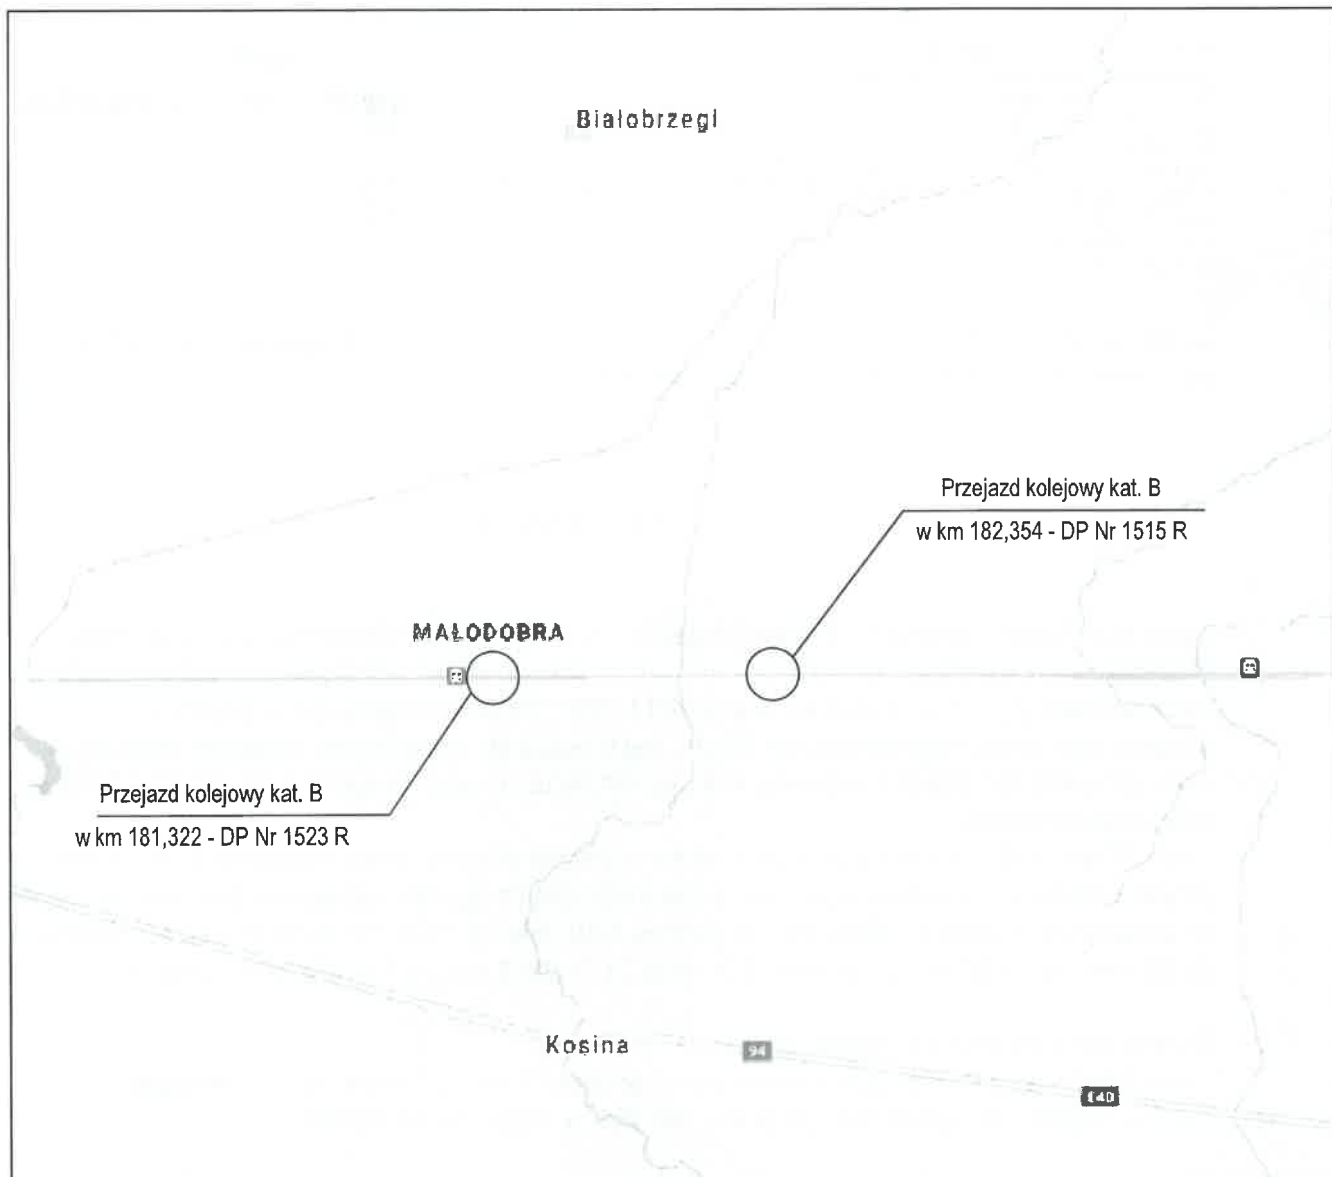 Białobrzegi
Przejazd kolejowy kat. B
w km 182,354 - DP Nr 1515 R
MAŁODOBRA
Przejazd kolejowy kat. B
w km 181,322 - DP Nr 1523 R
Kosina
94
E40